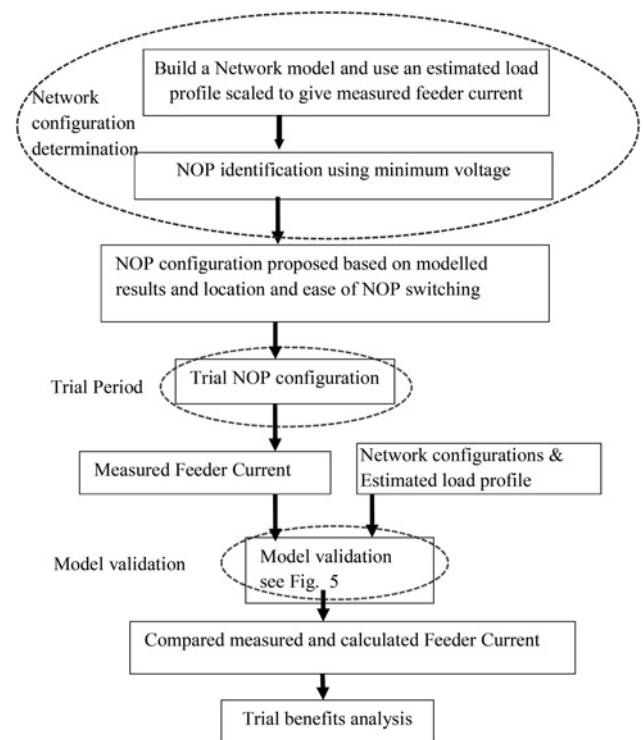 Build a Network model and use an estimated load
profile scaled to give measured feeder current
Network
configuration
determination
NOP identification using minimum voltage
NOP configuration proposed based on modelled
results and location and ease of NOP switching
Trial Period
Trial NOP configuration
Measured Feeder Current
Network configurations &
Estimated load profile
Model validation
Model validation
see Fig. 5
Compared measured and calculated Feeder Current
Trial benefits analysis